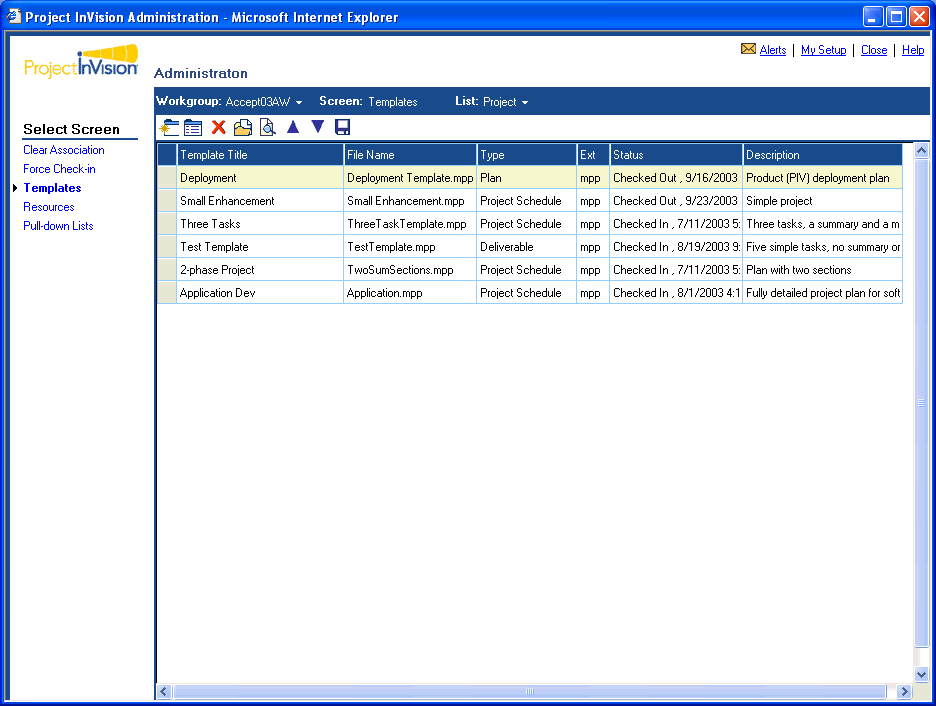 Project InVision Administration - Microsoft Internet Explorer
Alerts | My Setup | Close | Help
ProjectInVision
Administraton
Workgroup: Accept03AW Screen: Templates List: Project
Select Screen
Clear Association
Force Check-in
Templates
Resources
Pull-down Lists
Template Title File Name Type Ext Status Description
Deployment Deployment Template.mpp Plan mpp Checked Out , 9/16/2003 Product (PIV) deployment plan
Small Enhancement Small Enhancement.mpp Project Schedule mpp Checked Out , 9/23/2003 Simple project
Three Tasks ThreeTaskTemplate.mpp Project Schedule mpp Checked In , 7/11/2003 5: Three tasks, a summary and a m
Test Template TestTemplate.mpp Deliverable mpp Checked In , 8/19/2003 9: Five simple tasks, no summary or
2-phase Project TwoSumSections.mpp Project Schedule mpp Checked In , 7/11/2003 5: Plan with two sections
Application Dev Application.mpp Project Schedule mpp Checked In , 8/1/2003 4:1 Fully detailed project plan for soft